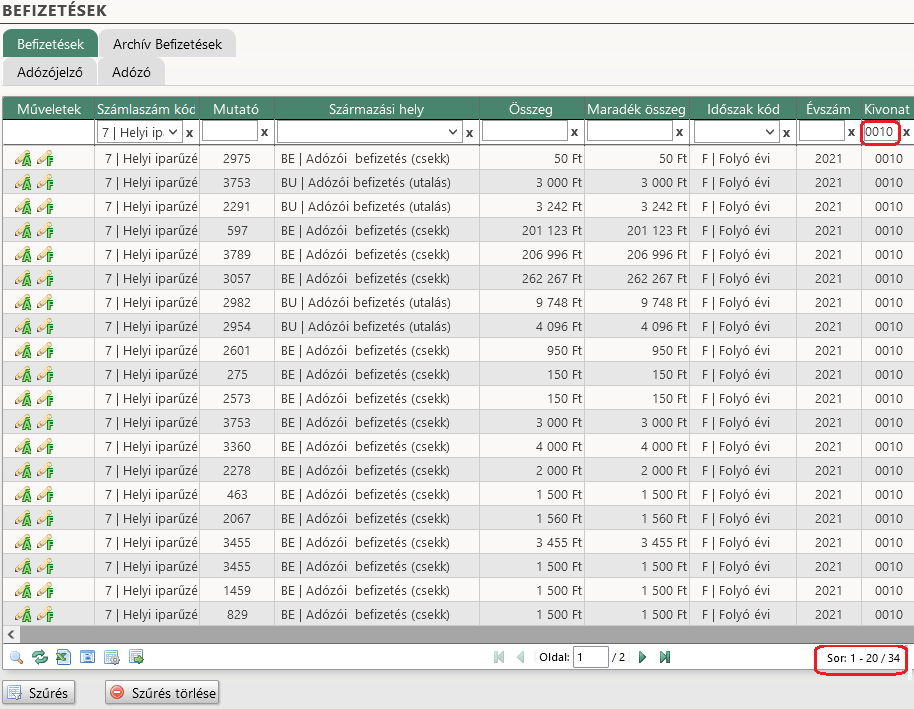 BEFIZETÉSEK
Befizetések Archív Befizetések
Adózójelző Adózó
Műveletek Számlaszám kód Mutató Származási hely Összeg Maradék összeg Időszak kód Évszám Kivonat
7 | Helyi ip. x x x x x x x 0010 x
7 | Helyi iparűzé 2975 BE | Adózói befizetés (csekk) 50 Ft 50 Ft F | Folyó évi 2021 0010
7 | Helyi iparűzé 3753 BU | Adózói befizetés (utalás) 3 000 Ft 3 000 Ft F | Folyó évi 2021 0010
7 | Helyi iparűzé 2291 BU | Adózói befizetés (utalás) 3 242 Ft 3 242 Ft F | Folyó évi 2021 0010
7 | Helyi iparűzé 597 BE | Adózói befizetés (csekk) 201 123 Ft 201 123 Ft F | Folyó évi 2021 0010
7 | Helyi iparűzé 3789 BE | Adózói befizetés (csekk) 206 996 Ft 206 996 Ft F | Folyó évi 2021 0010
7 | Helyi iparűzé 3057 BE | Adózói befizetés (csekk) 262 267 Ft 262 267 Ft F | Folyó évi 2021 0010
7 | Helyi iparűzé 2982 BU | Adózói befizetés (utalás) 9 748 Ft 9 748 Ft F | Folyó évi 2021 0010
7 | Helyi iparűzé 2954 BU | Adózói befizetés (utalás) 4 096 Ft 4 096 Ft F | Folyó évi 2021 0010
7 | Helyi iparűzé 2601 BE | Adózói befizetés (csekk) 950 Ft 950 Ft F | Folyó évi 2021 0010
7 | Helyi iparűzé 275 BE | Adózói befizetés (csekk) 150 Ft 150 Ft F | Folyó évi 2021 0010
7 | Helyi iparűzé 2573 BE | Adózói befizetés (csekk) 150 Ft 150 Ft F | Folyó évi 2021 0010
7 | Helyi iparűzé 3753 BE | Adózói befizetés (csekk) 3 000 Ft 3 000 Ft F | Folyó évi 2021 0010
7 | Helyi iparűzé 3360 BE | Adózói befizetés (csekk) 4 000 Ft 4 000 Ft F | Folyó évi 2021 0010
7 | Helyi iparűzé 2278 BE | Adózói befizetés (csekk) 2 000 Ft 2 000 Ft F | Folyó évi 2021 0010
7 | Helyi iparűzé 463 BE | Adózói befizetés (csekk) 1 500 Ft 1 500 Ft F | Folyó évi 2021 0010
7 | Helyi iparűzé 2067 BE | Adózói befizetés (csekk) 1 560 Ft 1 560 Ft F | Folyó évi 2021 0010
7 | Helyi iparűzé 3455 BE | Adózói befizetés (csekk) 3 455 Ft 3 455 Ft F | Folyó évi 2021 0010
7 | Helyi iparűzé 3455 BE | Adózói befizetés (csekk) 1 500 Ft 1 500 Ft F | Folyó évi 2021 0010
7 | Helyi iparűzé 1459 BE | Adózói befizetés (csekk) 1 500 Ft 1 500 Ft F | Folyó évi 2021 0010
7 | Helyi iparűzé 829 BE | Adózói befizetés (csekk) 1 500 Ft 1 500 Ft F | Folyó évi 2021 0010
Oldal: 1 / 2 Sor: 1 - 20 / 34
Szűrés Szűrés törlése